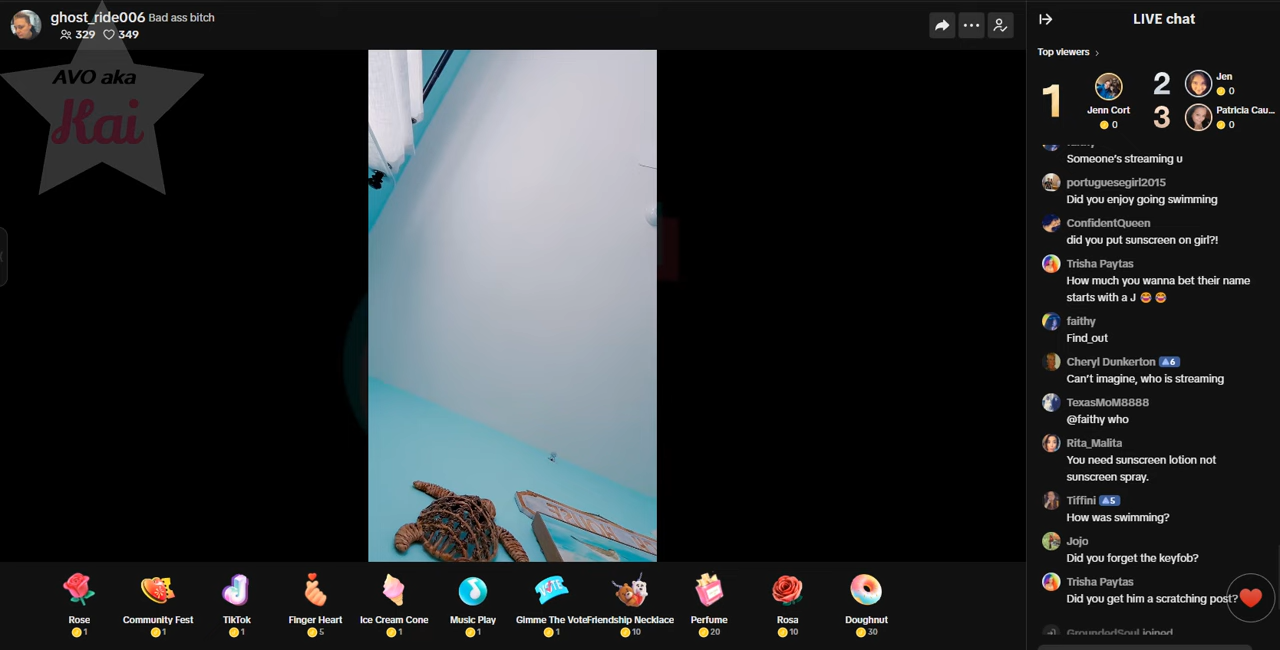 ghost_ride006 Bad ass bitch
329 349
AVO aka
Kai
LIVE chat
Top viewers
1
Jenn Cort
0
2
Jen
0
3
Patricia Cau...
0
Someone's streaming u
portuguesegirl2015
Did you enjoy going swimming
ConfidentQueen
did you put sunscreen on girl?!
Trisha Paytas
How much you wanna bet their name
starts with a J
faithy
Find_out
Cheryl Dunkerton 6
Can't imagine, who is streaming
TexasMoM8888
@faithy who
Rita_Malita
You need sunscreen lotion not
sunscreen spray.
Tiffini 5
How was swimming?
Jojo
Did you forget the keyfob?
Trisha Paytas
Did you get him a scratching post?
GroundedSoul joined
VOTE
Rose
1
Community Fest
1
TikTok
1
Finger Heart
5
Ice Cream Cone
1
Music Play
1
Gimme The Vote
1
Friendship Necklace
10
Perfume
20
Rosa
10
Doughnut
30